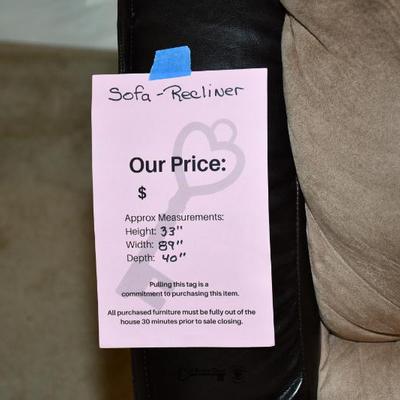 Sofa-Recliner
Our Price:
$
Approx Measurements:
Height: 33"
Width: 89"
Depth: 40"
Pulling this tag is a
commitment to purchasing this item.
All purchased furniture must be fully out of the
house 30 minutes prior to sale closing.